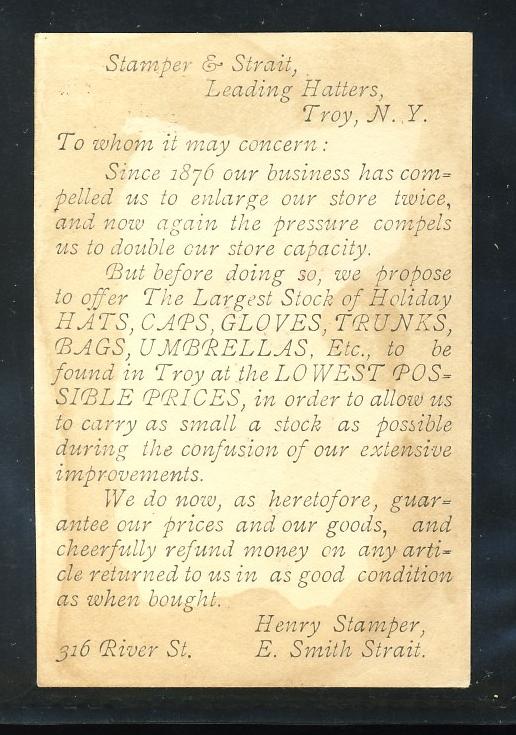 Stamper & Strait,
Leading Hatters,
Troy, N. Y.
To whom it may concern:
Since 1876 our business has com=
pelled us to enlarge our store twice,
and now again the pressure compels
us to double our store capacity.
But before doing so, we propose
to offer The Largest Stock of Holiday
HATS, CAPS, GLOVES, TRUNKS,
BAGS, UMBRELLAS, Etc., to be
found in Troy at the LOWEST POS=
SIBLE PRICES, in order to allow us
to carry as small a stock as possible
during the confusion of our extensive
improvements.
We do now, as heretofore, guar=
antee our prices and our goods, and
cheerfully refund money on any arti=
cle returned to us in as good condition
as when bought.
Henry Stamper,
316 River St. E. Smith Strait.